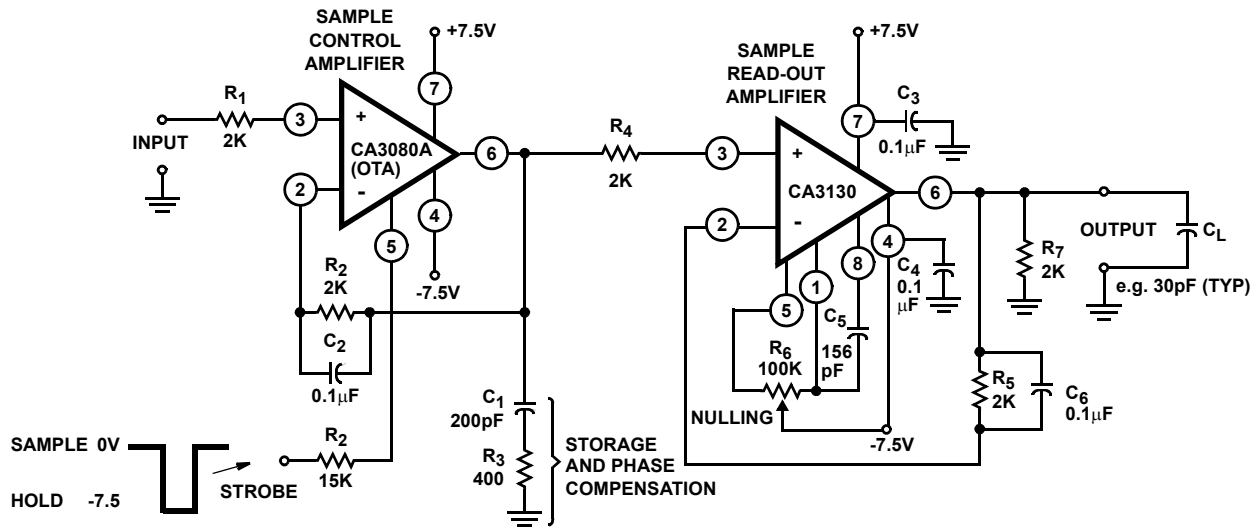 SAMPLE
CONTROL
AMPLIFIER
+7.5V
7
R1
2K
3
+
INPUT
CA3080A
(OTA)
6
2
-
4
5
-7.5V
R2
2K
C2
0.1μF
C1
200pF
R3
400
STORAGE
AND PHASE
COMPENSATION
SAMPLE 0V
HOLD -7.5
STROBE
R2
15K
R4
2K
SAMPLE
READ-OUT
AMPLIFIER
+7.5V
7
C3
0.1μF
3
+
CA3130
6
2
-
4
8
1
5
C4
0.1
μF
C5
156
pF
R6
100K
NULLING
-7.5V
R7
2K
OUTPUT
CL
e.g. 30pF (TYP)
R5
2K
C6
0.1μF